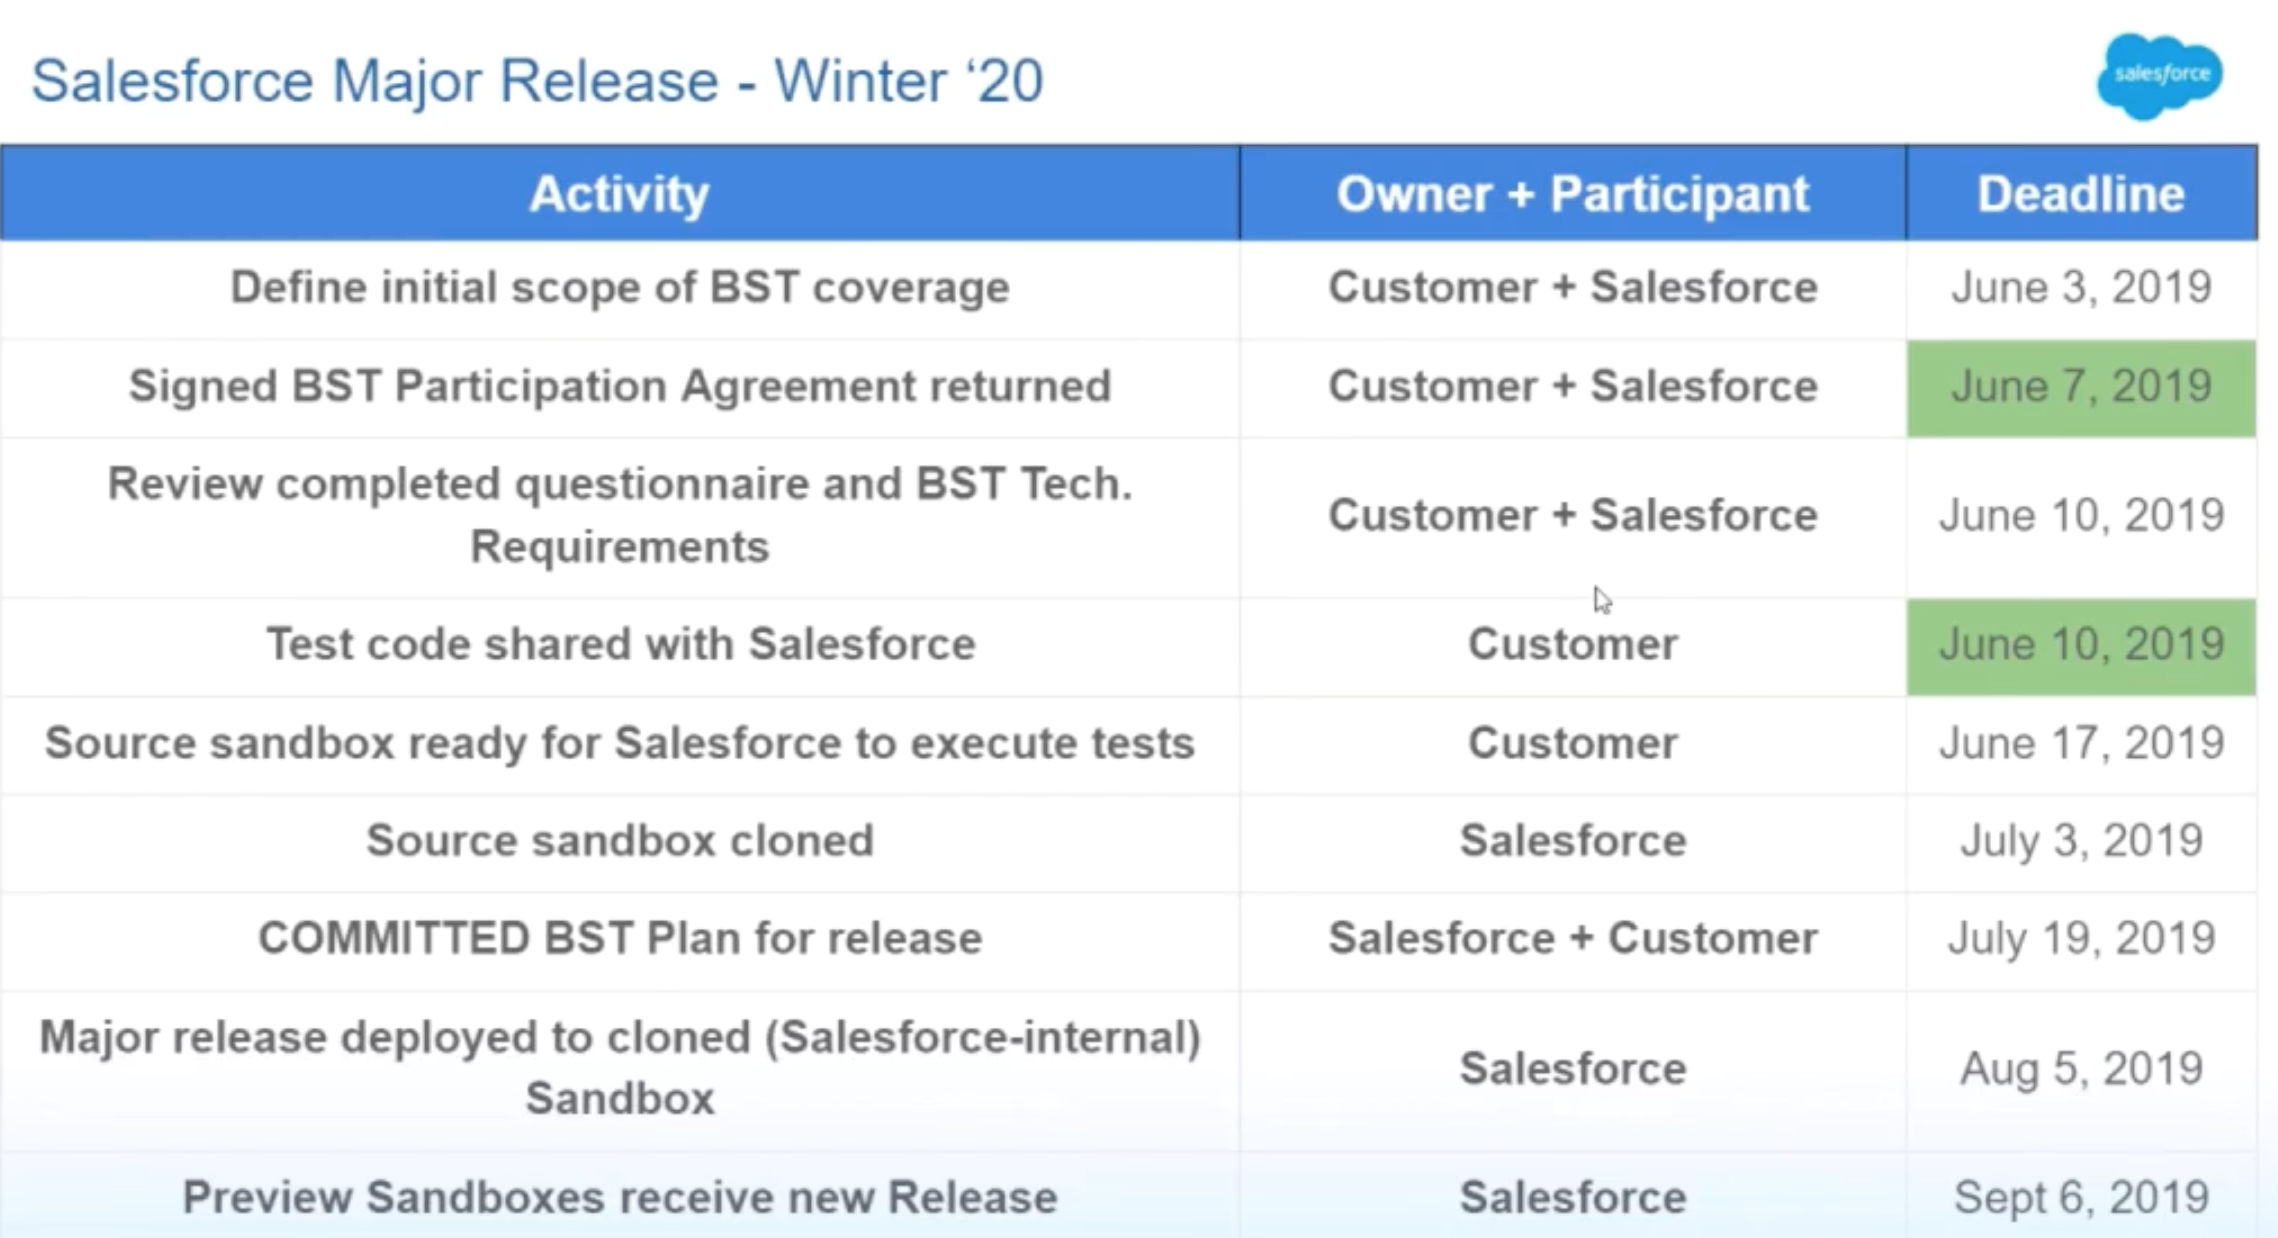 Salesforce Major Release - Winter ‘20
salesforce
Activity Owner + Participant Deadline
Define initial scope of BST coverage Customer + Salesforce June 3, 2019
Signed BST Participation Agreement returned Customer + Salesforce June 7, 2019
Review completed questionnaire and BST Tech.
Requirements Customer + Salesforce June 10, 2019
Test code shared with Salesforce Customer June 10, 2019
Source sandbox ready for Salesforce to execute tests Customer June 17, 2019
Source sandbox cloned Salesforce July 3, 2019
COMMITTED BST Plan for release Salesforce + Customer July 19, 2019
Major release deployed to cloned (Salesforce-internal)
Sandbox Salesforce Aug 5, 2019
Preview Sandboxes receive new Release Salesforce Sept 6, 2019